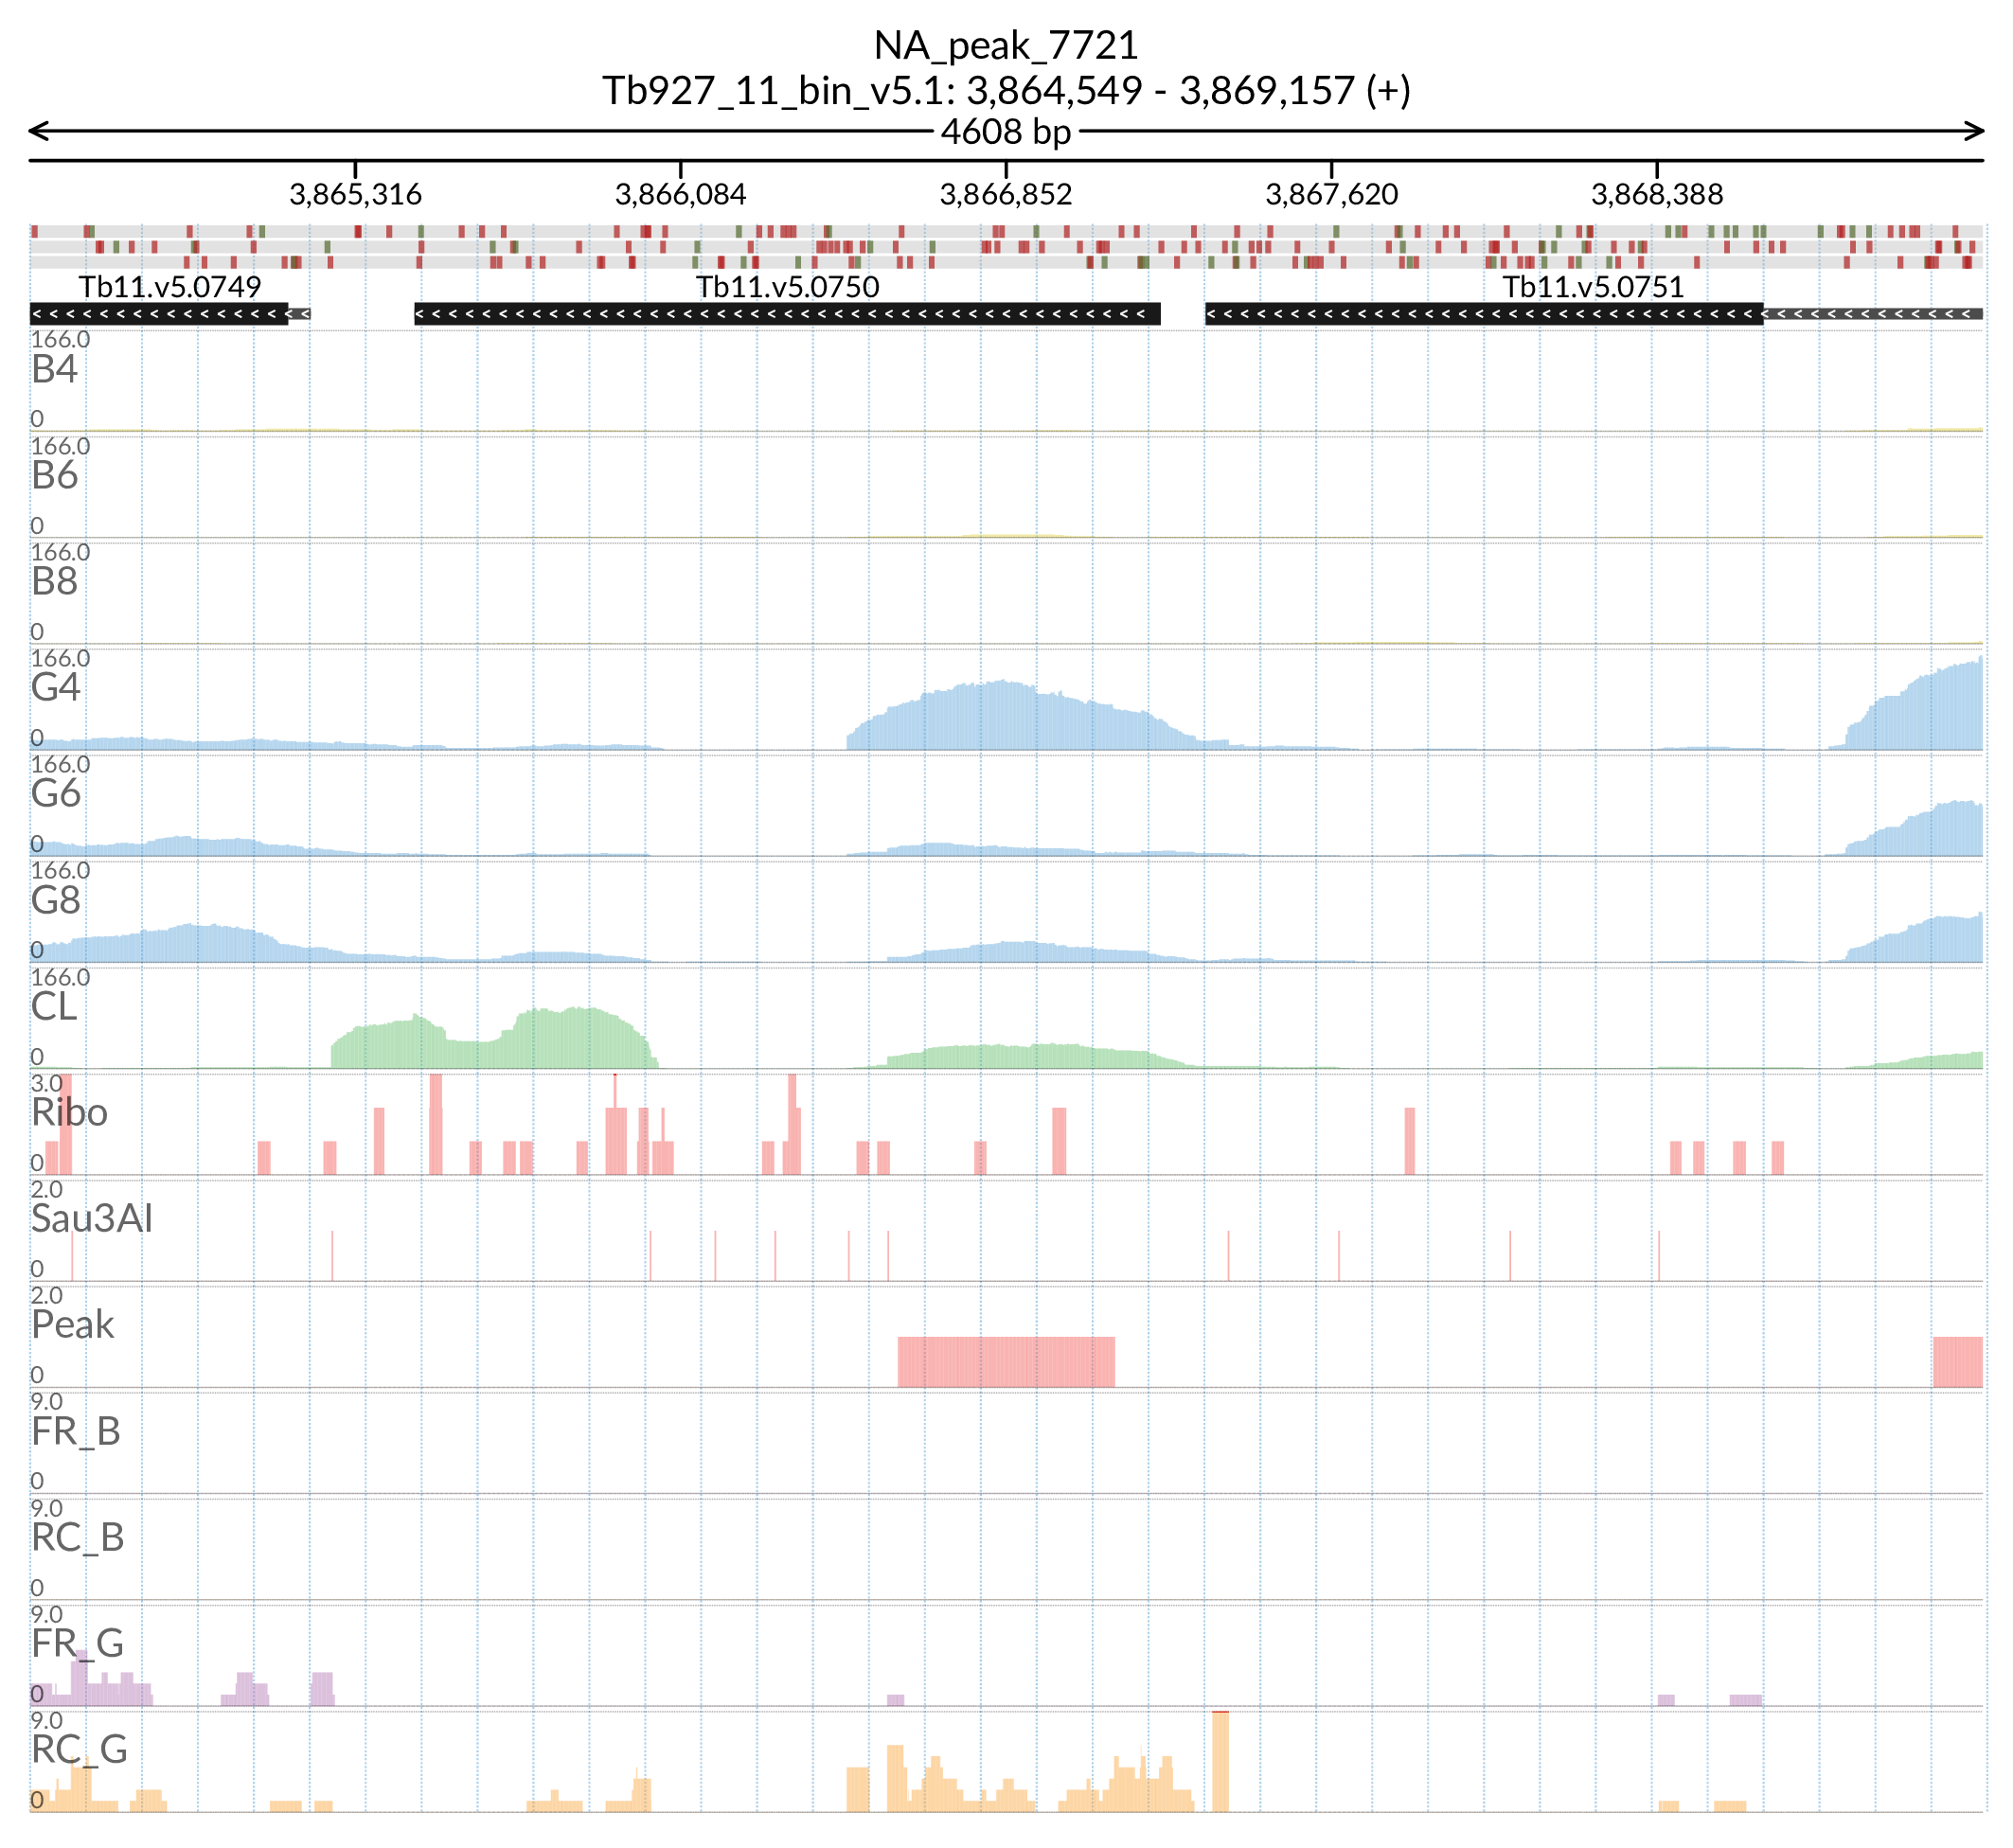 NA_peak_7721
Tb927_11_bin_v5.1: 3,864,549 - 3,869,157 (+)
4608 bp
3,865,316 3,866,084 3,866,852 3,867,620 3,868,388
Tb11.v5.0749 Tb11.v5.0750 Tb11.v5.0751
166.0
B4
0
166.0
B6
0
166.0
B8
0
166.0
G4
0
166.0
G6
0
166.0
G8
0
166.0
CL
0
3.0
Ribo
0
2.0
Sau3AI
0
2.0
Peak
0
9.0
FR_B
0
9.0
RC_B
0
9.0
FR_G
0
9.0
RC_G
0